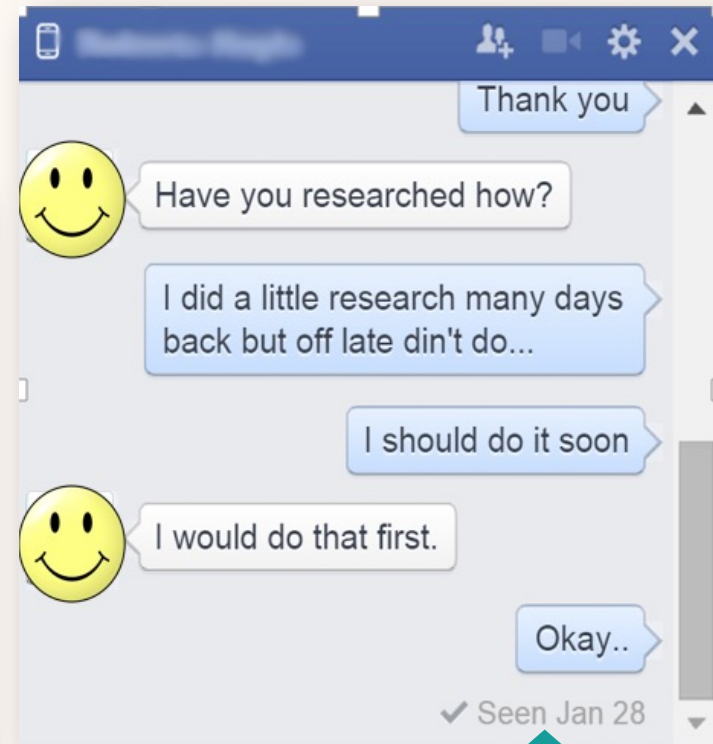 Thank you
Have you researched how?
I did a little research many days
back but off late din't do...
I should do it soon
I would do that first.
Okay..
✓ Seen Jan 28